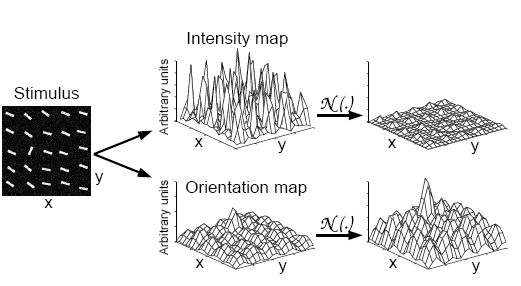 Intensity map
Stimulus
Arbitrary units
N(.)
x
y
x
y
y
x
Orientation map
Arbitrary units
N(.)
x
y
x
y